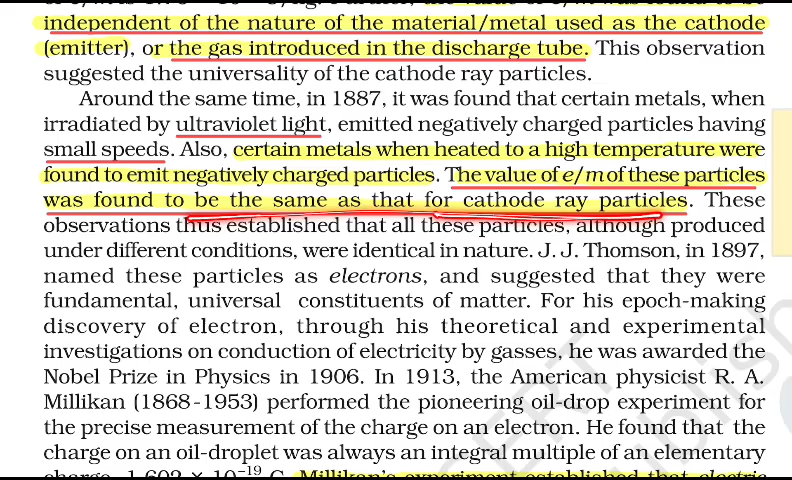 independent of the nature of the material/metal used as the cathode
(emitter), or the gas introduced in the discharge tube. This observation
suggested the universality of the cathode ray particles.
Around the same time, in 1887, it was found that certain metals, when
irradiated by ultraviolet light, emitted negatively charged particles having
small speeds. Also, certain metals when heated to a high temperature were
found to emit negatively charged particles. The value of e/m of these particles
was found to be the same as that for cathode ray particles. These
observations thus established that all these particles, although produced
under different conditions, were identical in nature. J. J. Thomson, in 1897,
named these particles as electrons, and suggested that they were
fundamental, universal constituents of matter. For his epoch-making
discovery of electron, through his theoretical and experimental
investigations on conduction of electricity by gasses, he was awarded the
Nobel Prize in Physics in 1906. In 1913, the American physicist R. A.
Millikan (1868-1953) performed the pioneering oil-drop experiment for
the precise measurement of the charge on an electron. He found that the
charge on an oil-droplet was always an integral multiple of an elementary
charge, 1.602 × 10⁻¹⁹ C. Millikan's experiment established that electric